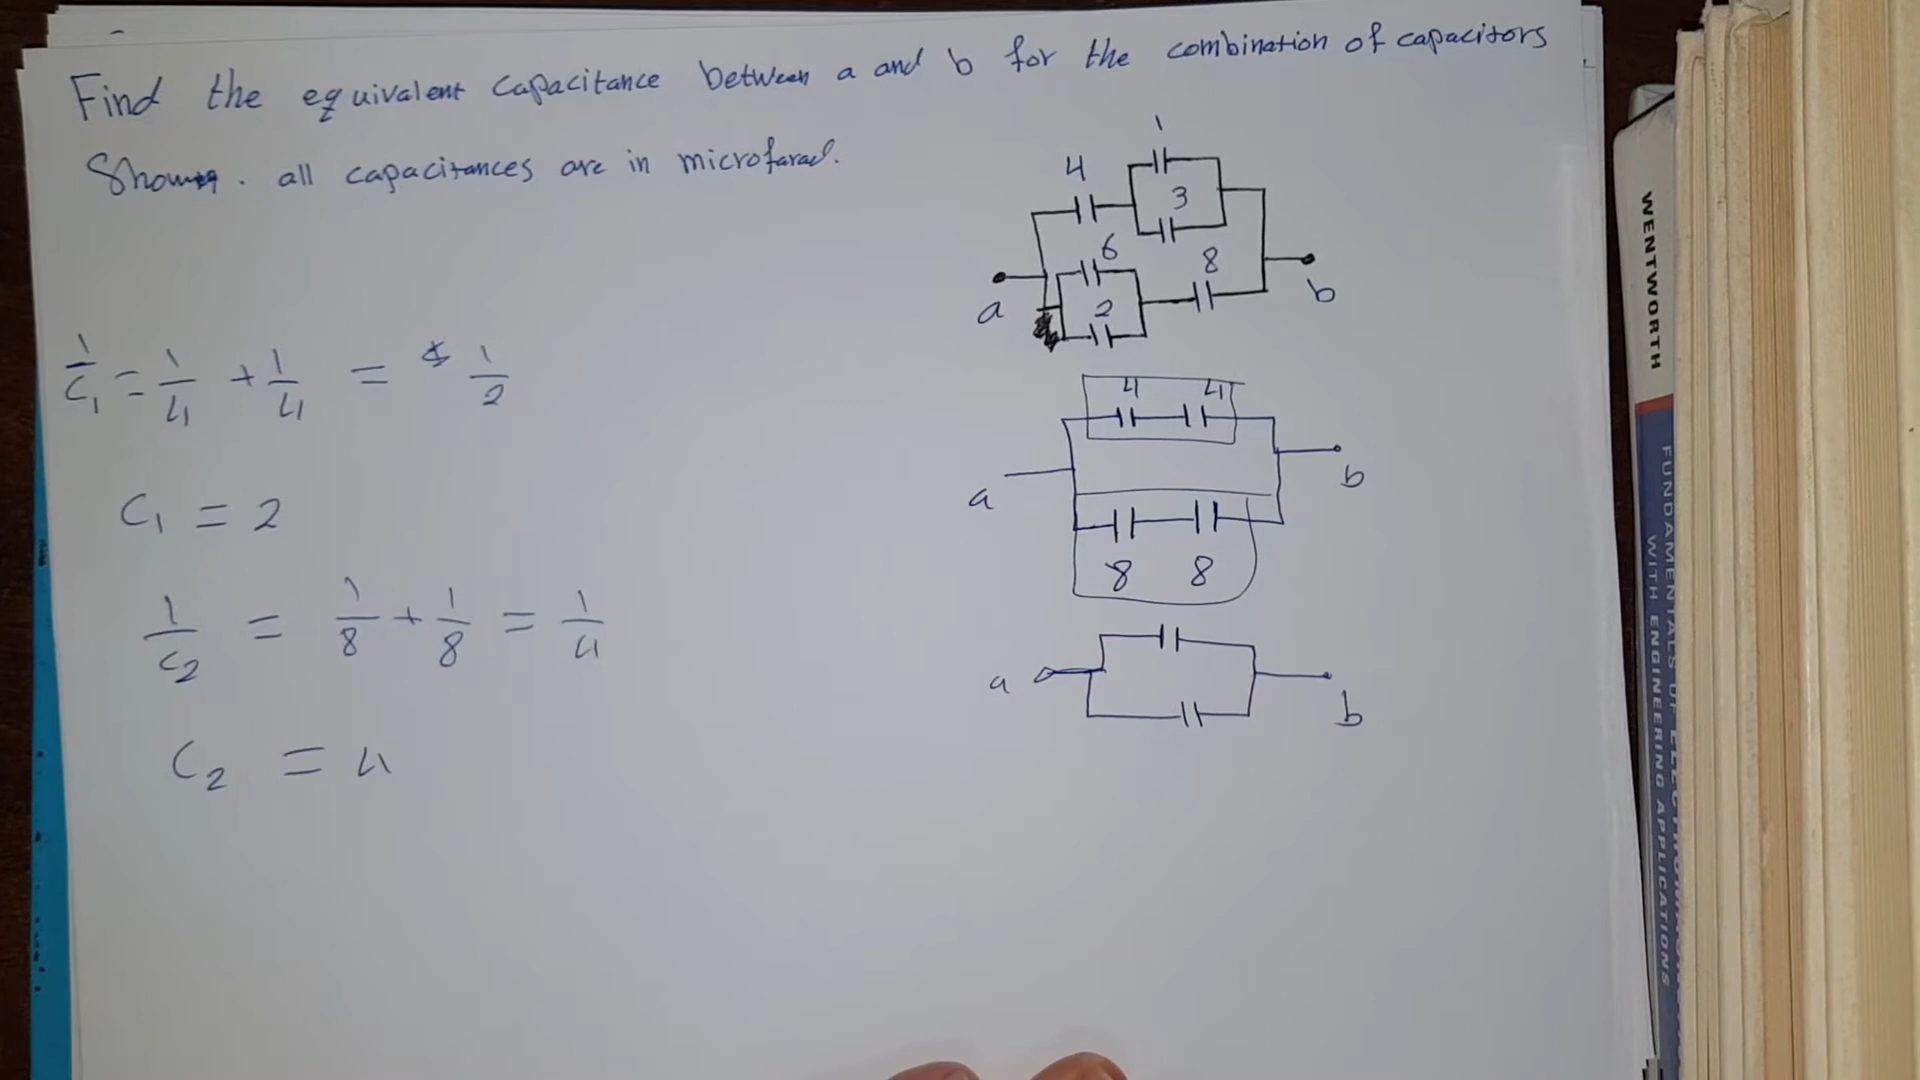 Find the equivalent capacitance between a and b for the combination of capacitors
Shown. all capacitances are in microfarad.
1
4
3
6
8
a
2
b
1/C1 = 1/4 + 1/4 = 1/2
4 4
a b
C1 = 2
8 8
1/C2 = 1/8 + 1/8 = 1/4
a b
C2 = 4
WENTWORTH
FUNDAMENTALS OF
WITH ENGINEERING APPLICATIONS